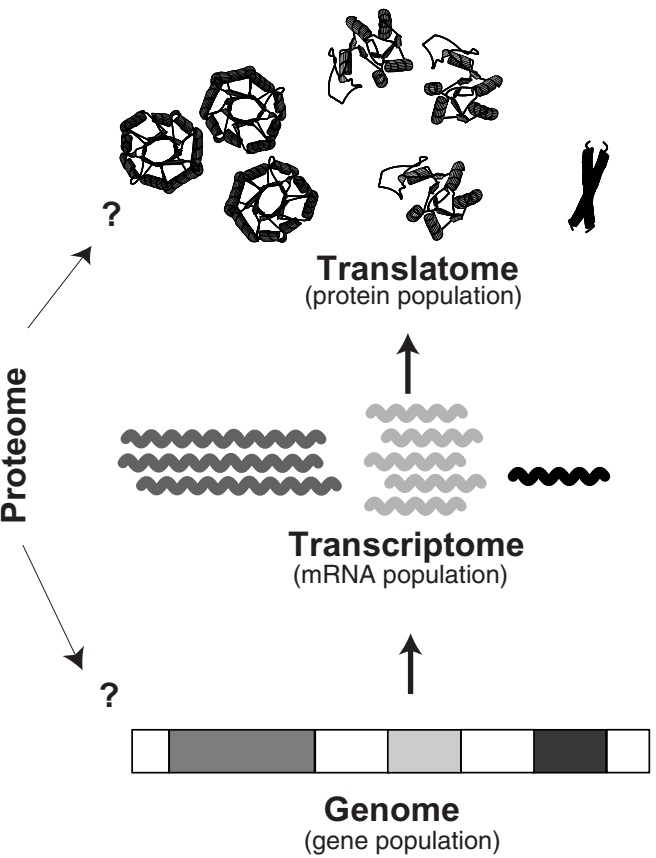 ?
Translatome
(protein population)
Proteome
Transcriptome
(mRNA population)
?
Genome
(gene population)